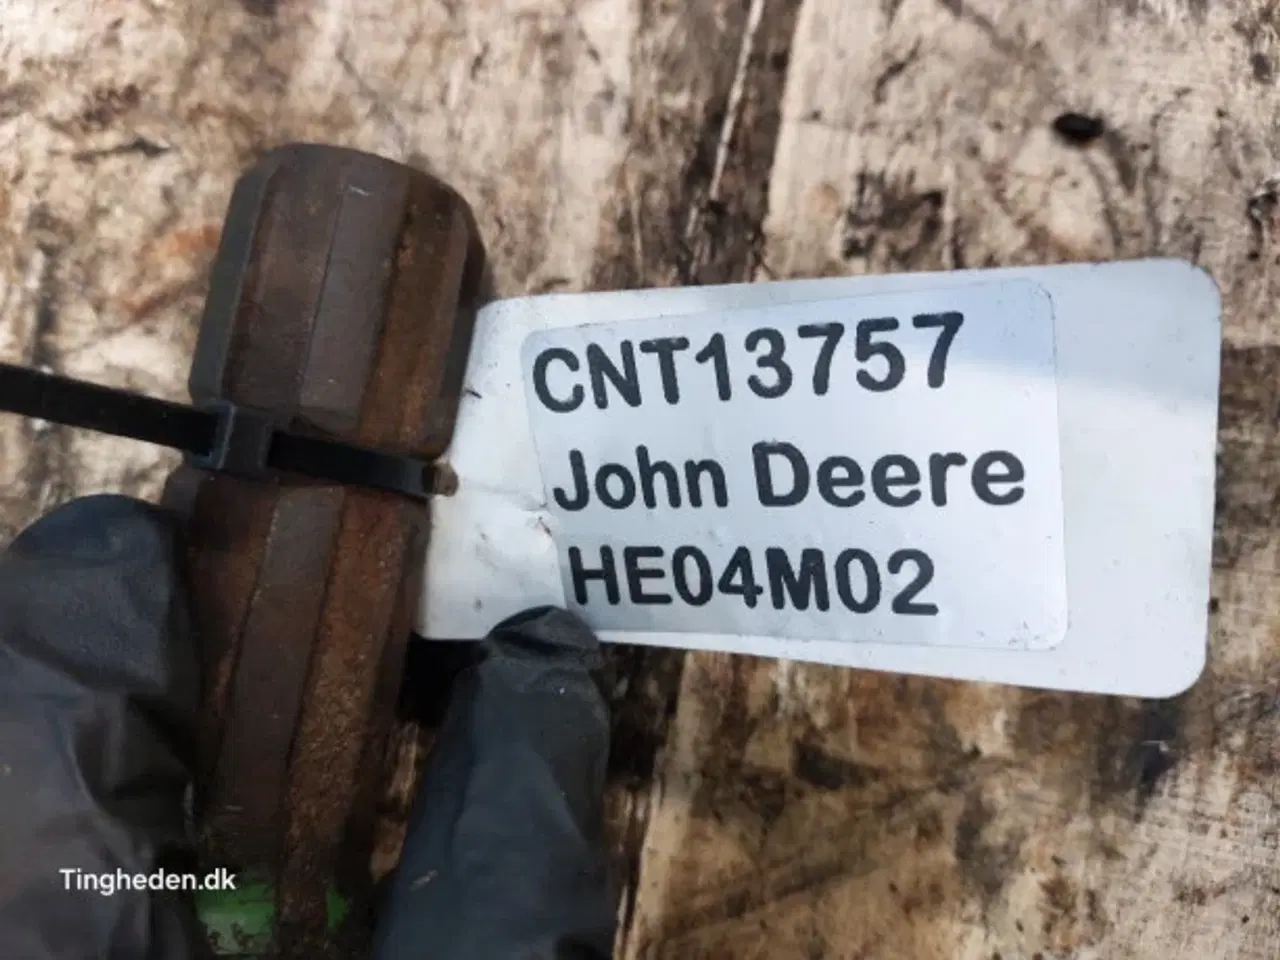 CNT13757
John Deere
HE04M02
Tingheden.dk